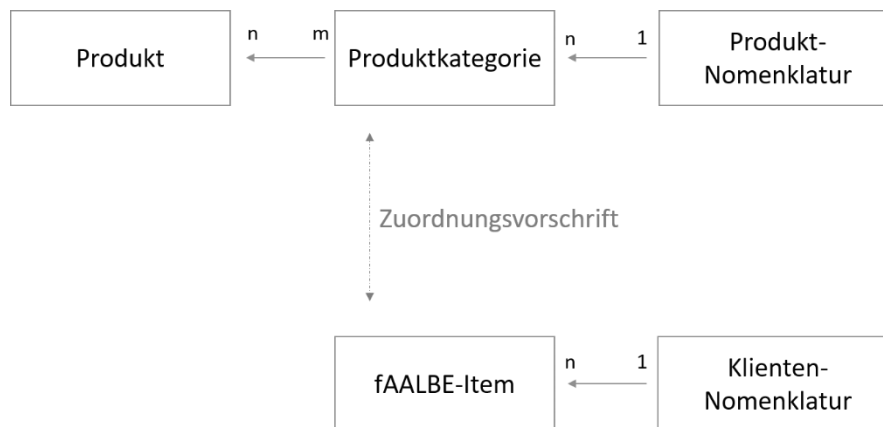 Produkt
n m
Produktkategorie
n 1
Produkt-
Nomenklatur
Zuordnungsvorschrift
fAALBE-Item
n 1
Klienten-
Nomenklatur